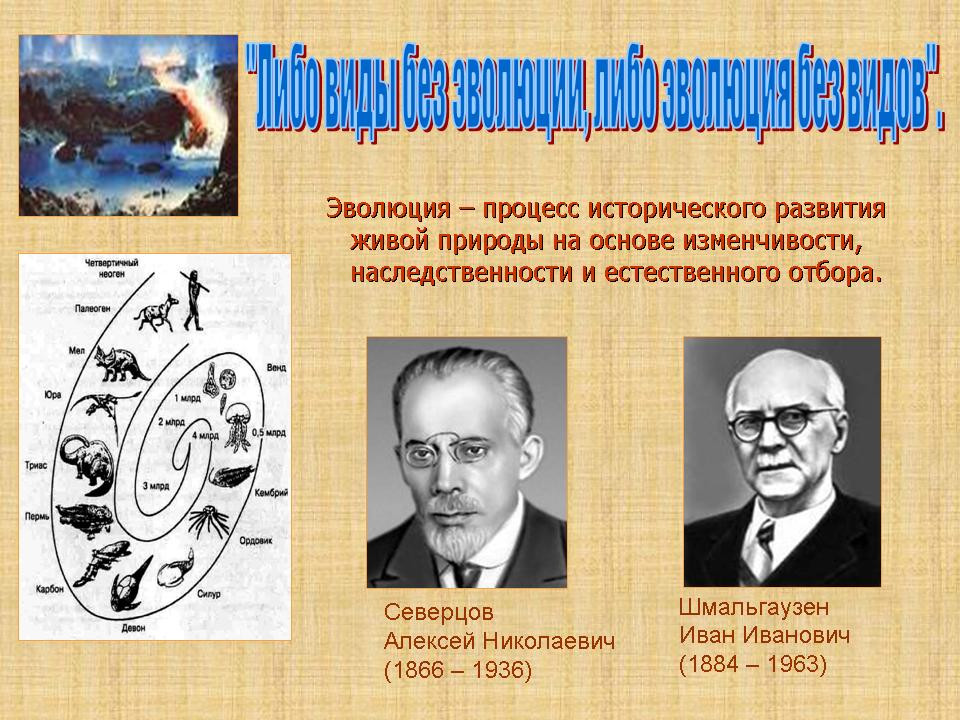 "Либо виды без эволюции, либо эволюция без видов".
Эволюция – процесс исторического развития
живой природы на основе изменчивости,
наследственности и естественного отбора.
Четвертичный
неоген
Палеоген
Мел
Юра
Триас
Пермь
Карбон
Девон
Силур
Ордовик
Кембрий
0,5 млрд
Венд
1 млрд
2 млрд
4 млрд
3 млрд
Северцов
Алексей Николаевич
(1866 – 1936)
Шмальгаузен
Иван Иванович
(1884 – 1963)